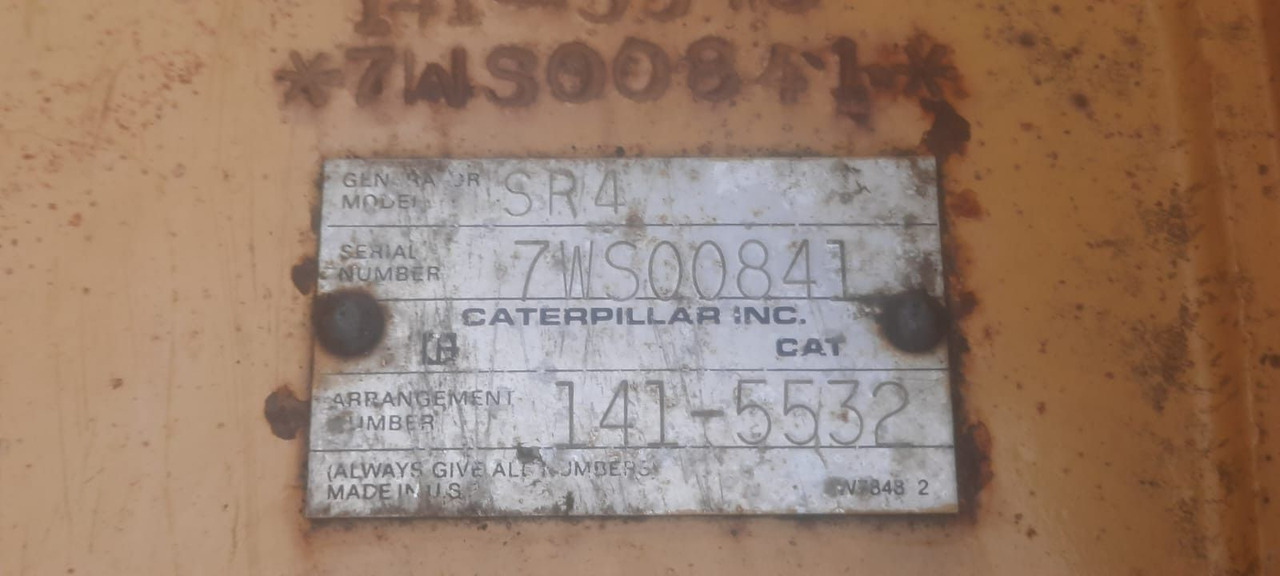 *7WS00841*
GENERATOR MODEL SR4
SERIAL NUMBER 7WS00841
CATERPILLAR INC.
CAT
ARRANGEMENT NUMBER 141-5532
(ALWAYS GIVE ALL NUMBERS)
MADE IN U.S.